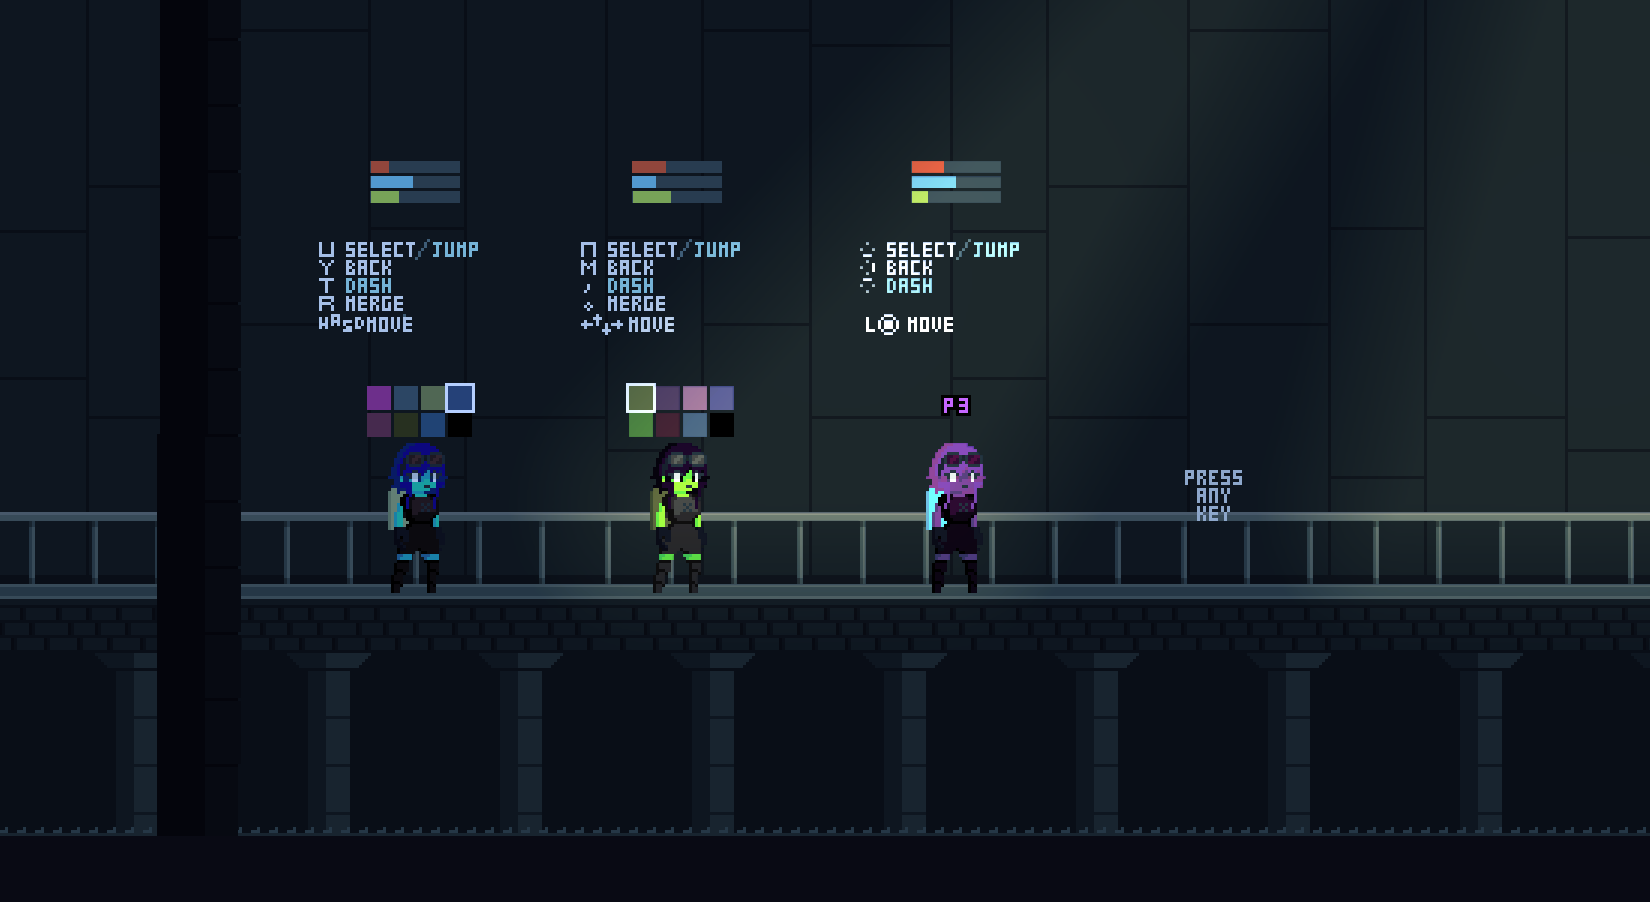 U SELECT/JUMP
Y BACK
T DASH
R MERGE
WASD MOVE
N SELECT/JUMP
M BACK
, DASH
. MERGE
←↑↓→ MOVE
SELECT/JUMP
BACK
DASH
L MOVE
P3
PRESS
ANY
KEY